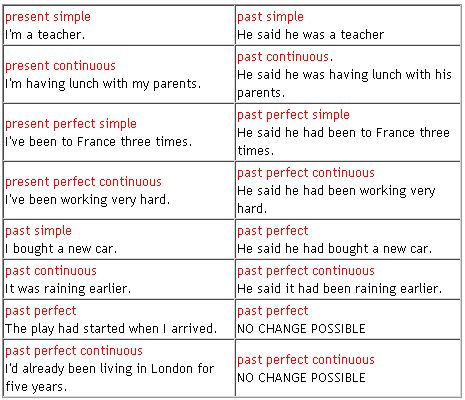 present simple
I'm a teacher.
past simple
He said he was a teacher
present continuous
I'm having lunch with my parents.
past continuous.
He said he was having lunch with his
parents.
present perfect simple
I've been to France three times.
past perfect simple
He said he had been to France three
times.
present perfect continuous
I've been working very hard.
past perfect continuous
He said he had been working very
hard.
past simple
I bought a new car.
past perfect
He said he had bought a new car.
past continuous
It was raining earlier.
past perfect continuous
He said it had been raining earlier.
past perfect
The play had started when I arrived.
past perfect
NO CHANGE POSSIBLE
past perfect continuous
I'd already been living in London for
five years.
past perfect continuous
NO CHANGE POSSIBLE